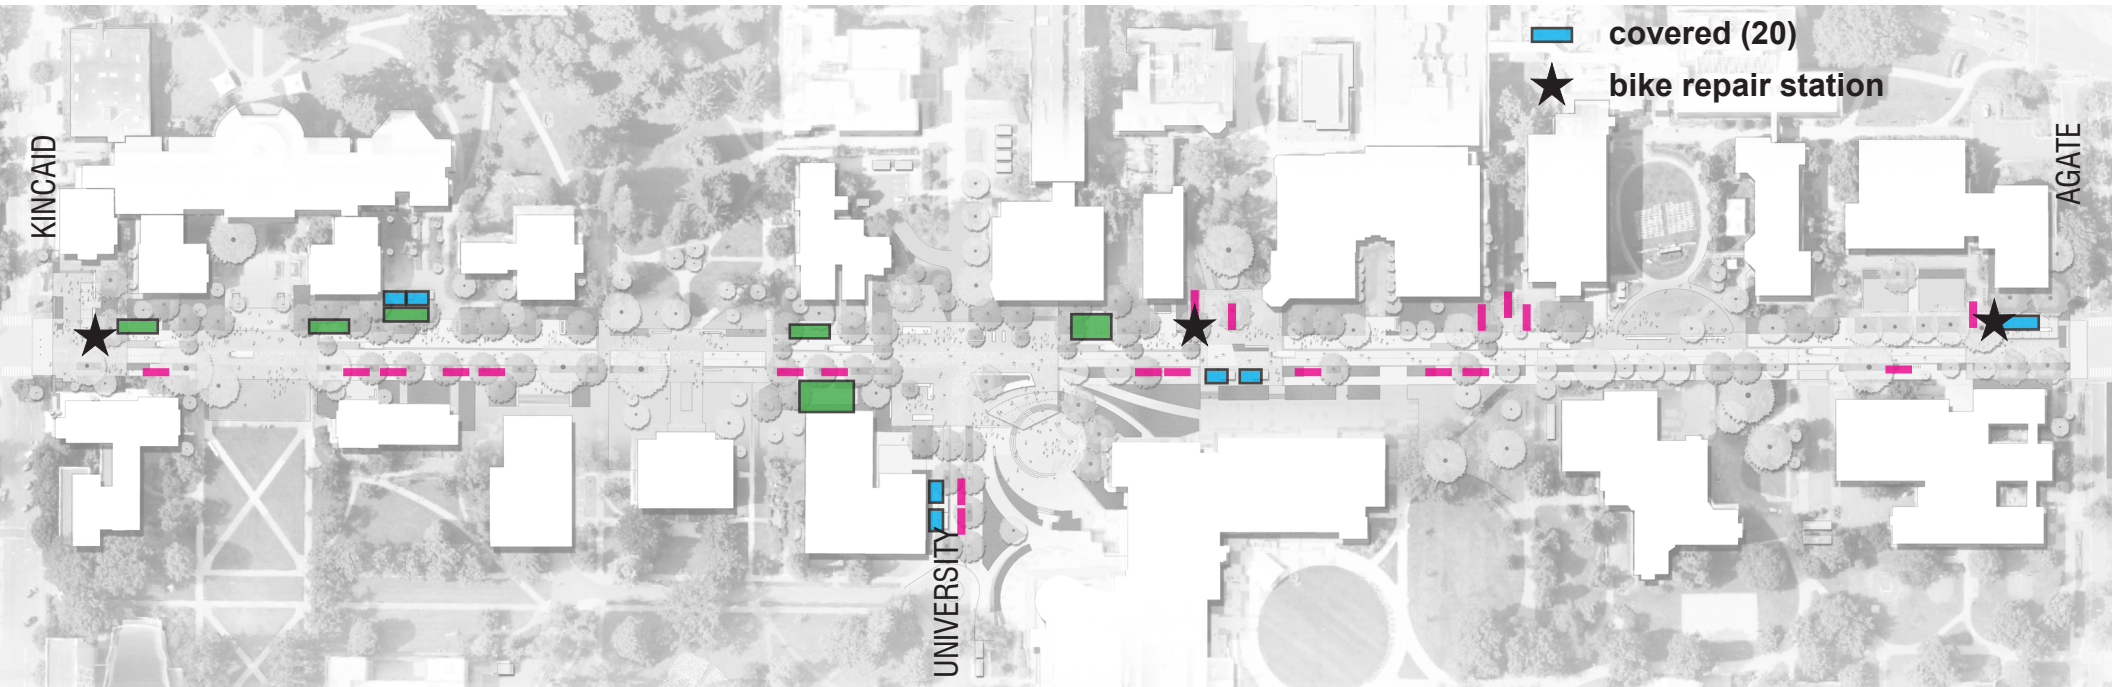 covered (20)
bike repair station
KINCAID
AGATE
UNIVERSITY